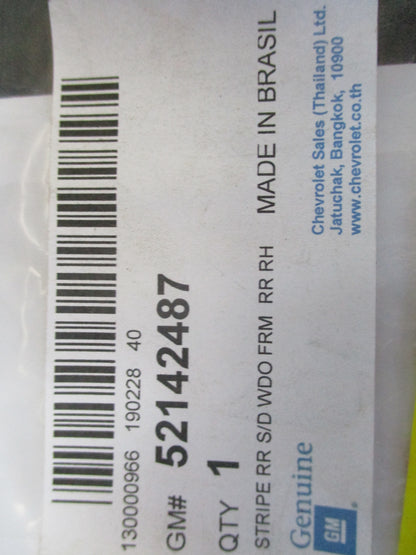 130000966 190228 40
GM# 52142487
QTY 1
STRIPE RR S/D WDO FRM RR RH MADE IN BRASIL
Genuine
GM
Chevrolet Sales (Thailand) Ltd.
Jatuchak, Bangkok, 10900
www.chevrolet.co.th